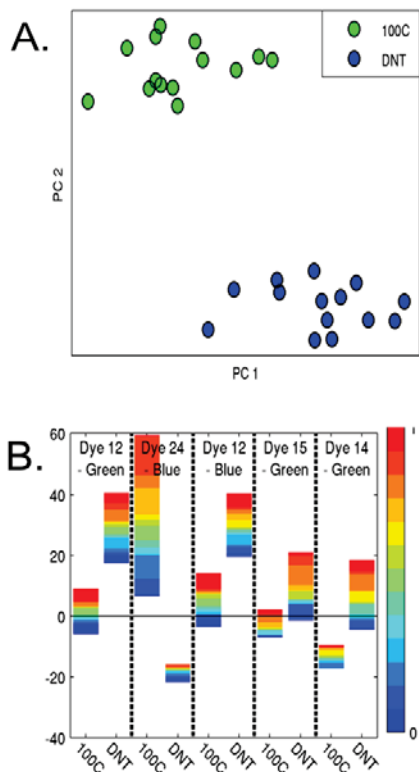 A.
100C
DNT
PC 2
PC 1
B.
Dye 12 Dye 24 Dye 12 Dye 15 Dye 14
- Green - Blue - Blue - Green - Green
60
40
20
0
-20
-40
100C DNT 100C DNT 100C DNT 100C DNT 100C DNT
0